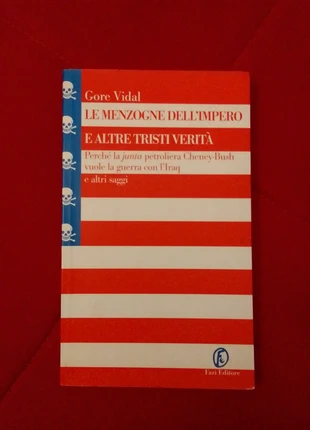 Gore Vidal
LE MENZOGNE DELL'IMPERO
E ALTRE TRISTI VERITÀ
Perché la junta petroliera Cheney-Bush
vuole la guerra con l'Iraq
e altri saggi
Fazi Editore